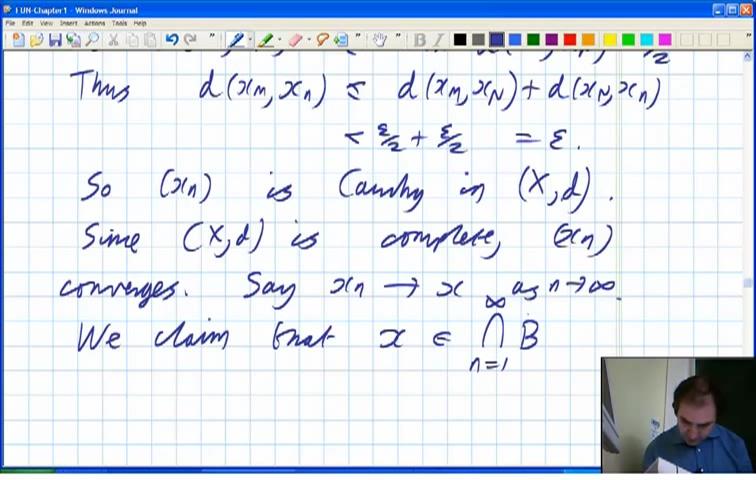 FUN-Chapter1 - Windows Journal
File Edit View Insert Actions Tools Help
Thus d(xm, xn) ≤ d(xm, xN) + d(xN, xn)
< ε/2 + ε/2 = ε.
So (xn) is Cauchy in (X, d).
Since (X, d) is complete, (xn)
converges. Say xn → x as n → ∞.
We claim that x ∈ ⋂ₙ₌₁^∞ B